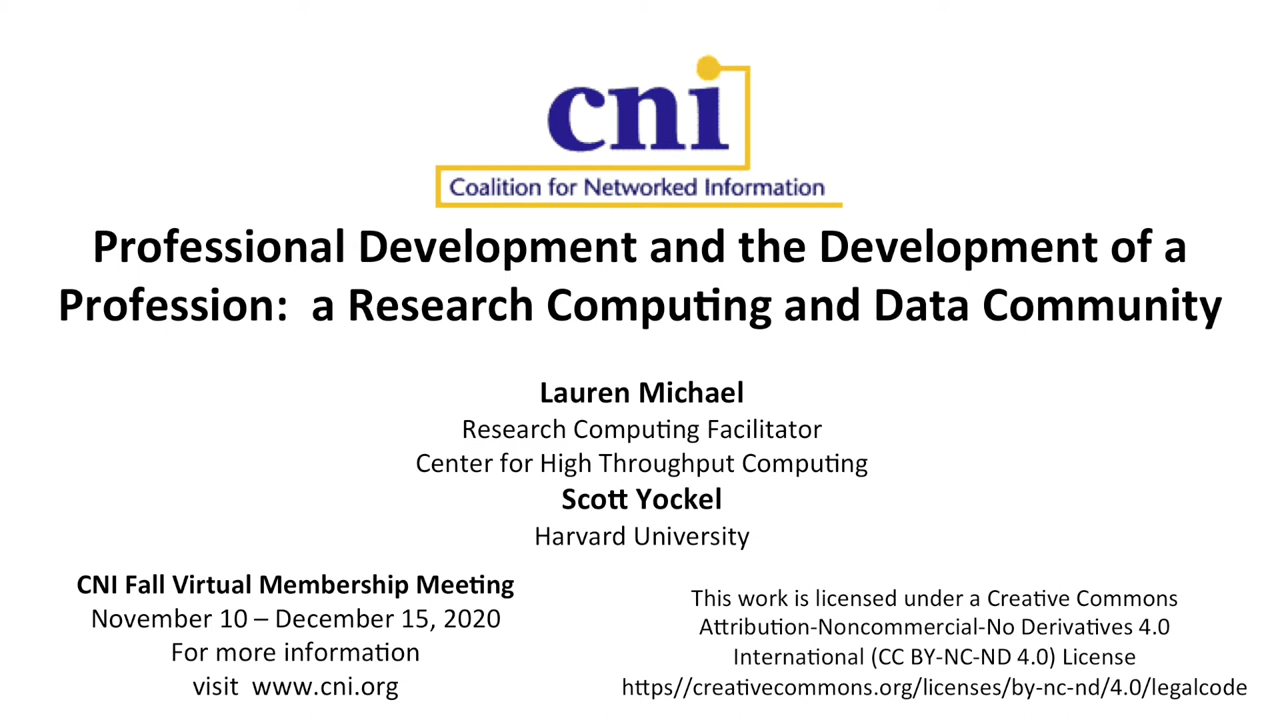 cni
Coalition for Networked Information
Professional Development and the Development of a
Profession: a Research Computing and Data Community
Lauren Michael
Research Computing Facilitator
Center for High Throughput Computing
Scott Yockel
Harvard University
CNI Fall Virtual Membership Meeting
November 10 – December 15, 2020
For more information
visit www.cni.org
This work is licensed under a Creative Commons
Attribution-Noncommercial-No Derivatives 4.0
International (CC BY-NC-ND 4.0) License
https//creativecommons.org/licenses/by-nc-nd/4.0/legalcode